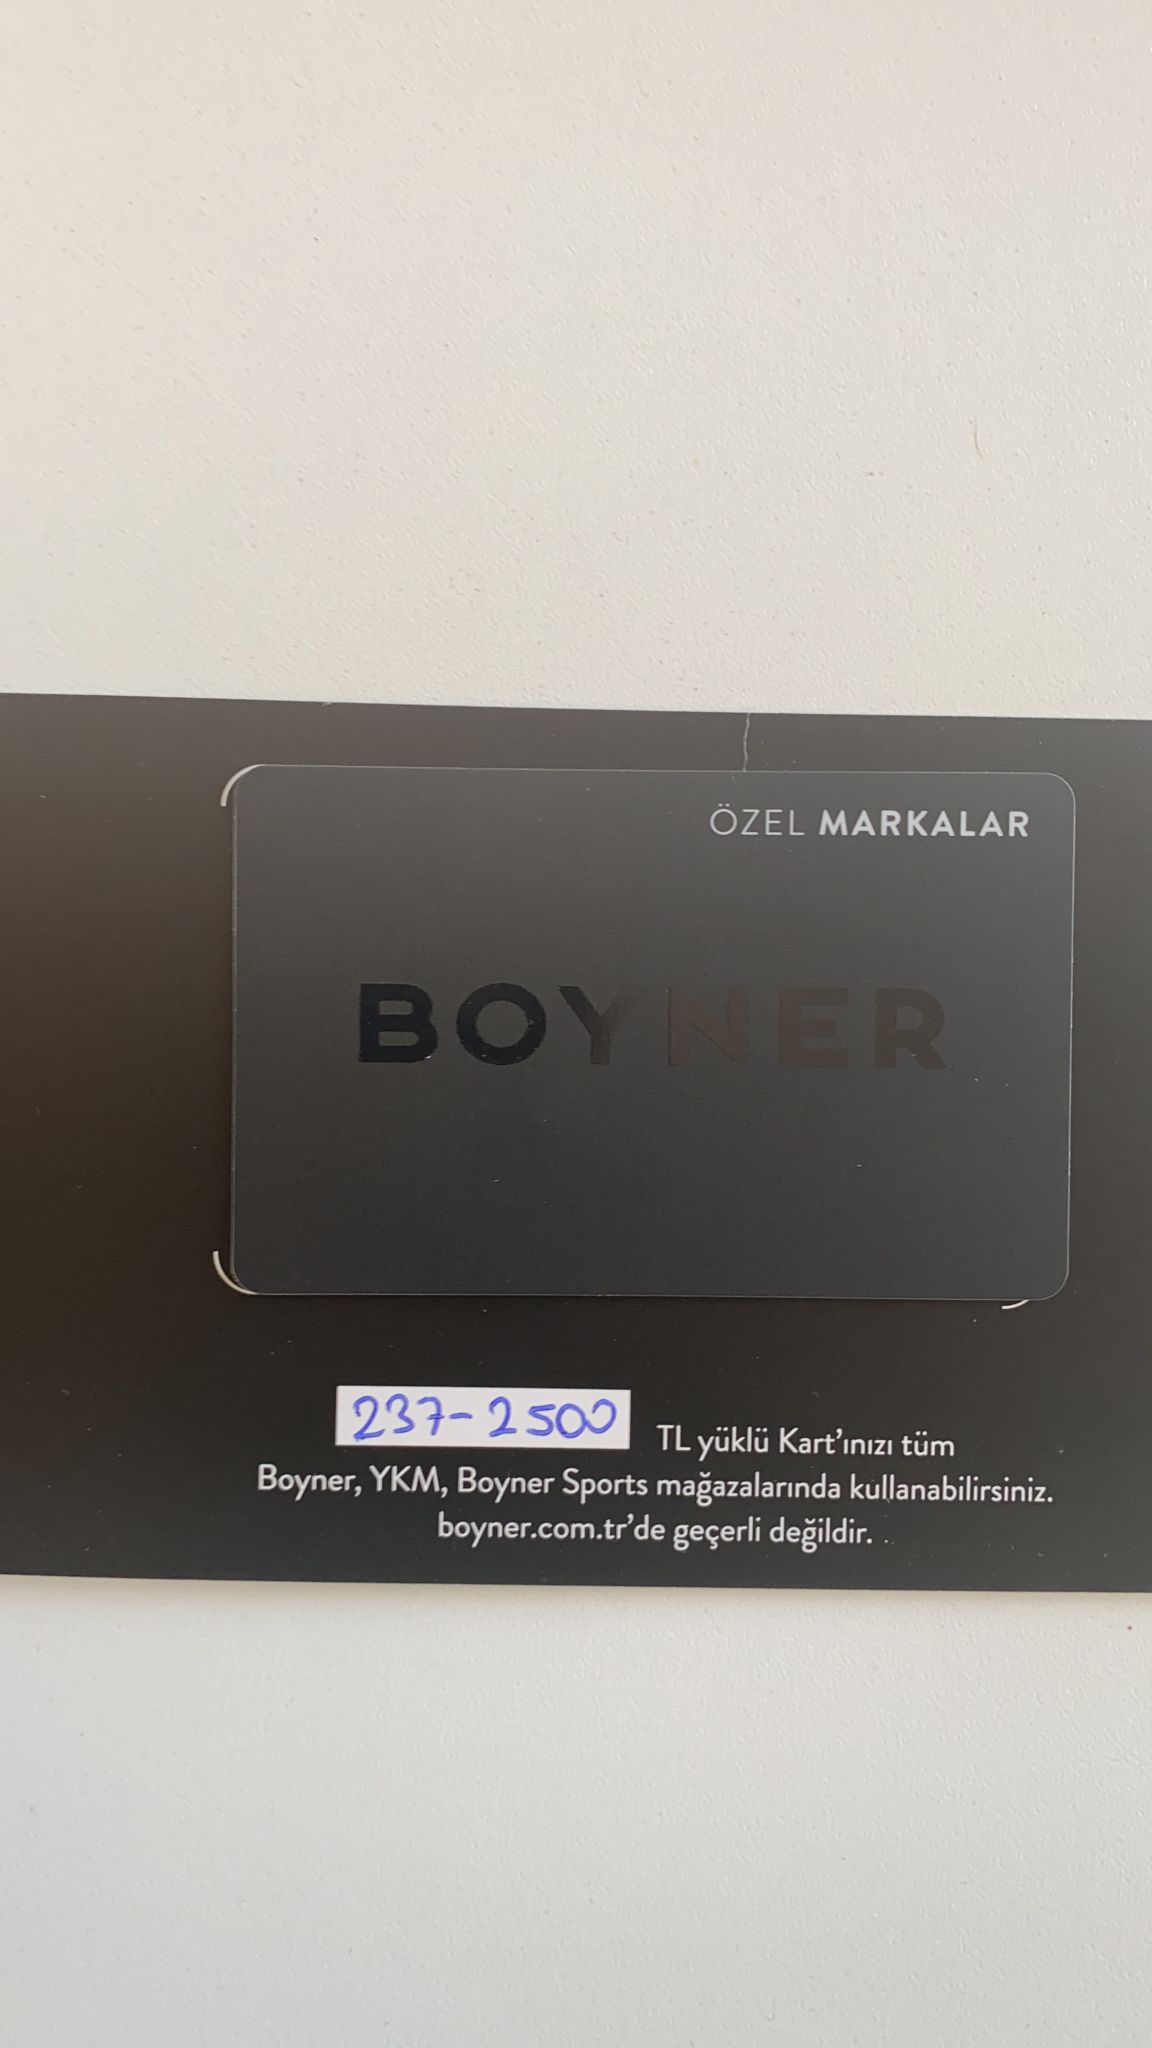 ÖZEL MARKALAR
BOYNER
237-2500 TL yüklü Kart'ınızı tüm
Boyner, YKM, Boyner Sports mağazalarında kullanabilirsiniz.
boyner.com.tr'de geçerli değildir.